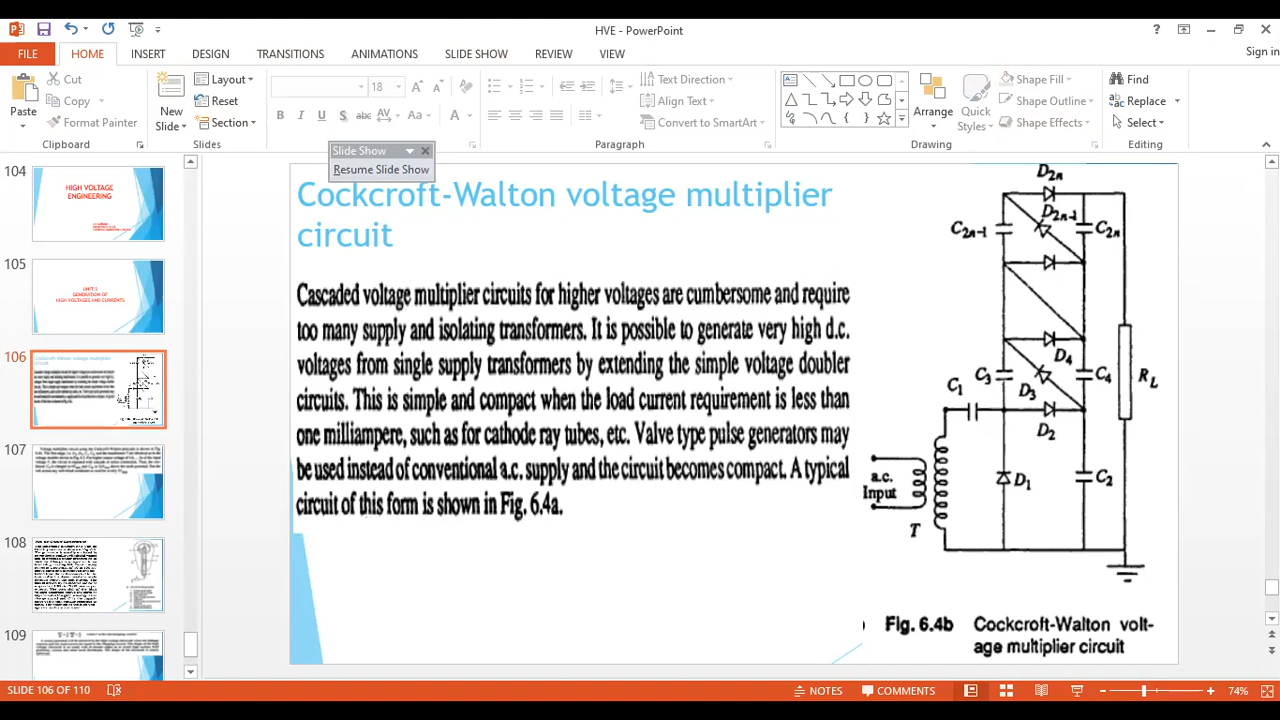 HVE - PowerPoint
Sign in
FILE HOME INSERT DESIGN TRANSITIONS ANIMATIONS SLIDE SHOW REVIEW VIEW
Paste
Cut
Copy
Format Painter
Clipboard
New
Slide
Layout
Reset
Section
Slides
18
B I U S abc AV Aa A
Text Direction
Align Text
Convert to SmartArt
Paragraph
Arrange
Quick
Styles
Shape Fill
Shape Outline
Shape Effects
Drawing
Find
Replace
Select
Editing
Slide Show
Resume Slide Show
104
HIGH VOLTAGE
ENGINEERING
105
GENERATION OF
HIGH VOLTAGES AND CURRENTS
106
107
108
109
Cockcroft-Walton voltage multiplier
circuit
Cascaded voltage multiplier circuits for higher voltages are cumbersome and require
too many supply and isolating transformers. It is possible to generate very high d.c.
voltages from single supply transformers by extending the simple voltage doubler
circuits. This is simple and compact when the load current requirement is less than
one milliampere, such as for cathode ray tubes, etc. Valve type pulse generators may
be used instead of conventional a.c. supply and the circuit becomes compact. A typical
circuit of this form is shown in Fig. 6.4a.
D2n
D2n-1
C2n-1
C2n
D4
C1
C3
D3
C4
RL
D2
a.c.
Input
D1
C2
T
Fig. 6.4b Cockcroft-Walton volt-
age multiplier circuit
SLIDE 106 OF 110
NOTES
COMMENTS
74%